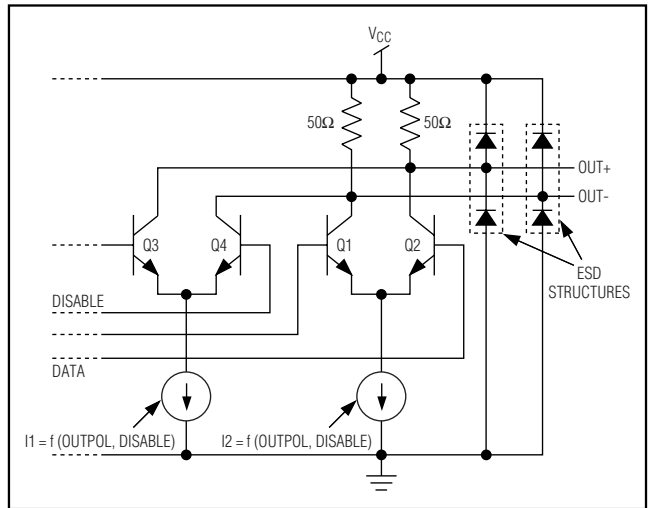 VCC
50Ω
50Ω
OUT+
OUT-
Q3
Q4
Q1
Q2
ESD
STRUCTURES
DISABLE
DATA
I1 = f (OUTPOL, DISABLE)
I2 = f (OUTPOL, DISABLE)